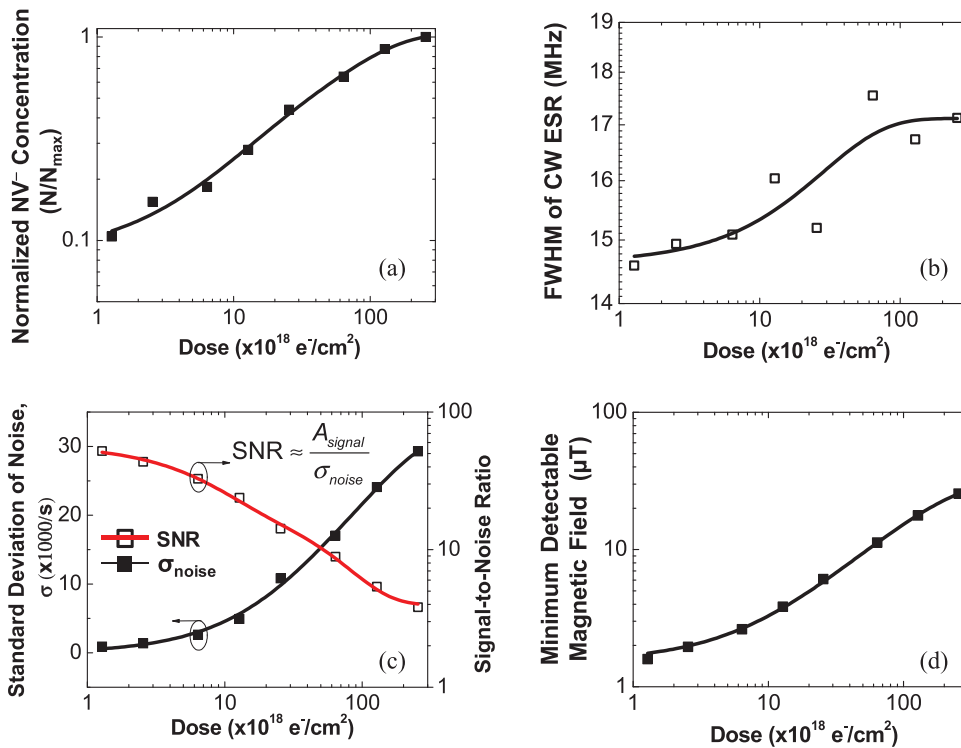 Normalized NV⁻ Concentration
(N/Nmax)
1
0.1
(a)
1
10
100
Dose (x10¹⁸ e⁻/cm²)
FWHM of CW ESR (MHz)
19
18
17
16
15
14
(b)
1
10
100
Dose (x10¹⁸ e⁻/cm²)
Standard Deviation of Noise,
σ (x1000/s)
30
20
10
0
SNR ≈ Asignal / σnoise
SNR
σnoise
(c)
100
10
1
Signal-to-Noise Ratio
1
10
100
Dose (x10¹⁸ e⁻/cm²)
Minimum Detectable
Magnetic Field (μT)
100
10
1
(d)
1
10
100
Dose (x10¹⁸ e⁻/cm²)